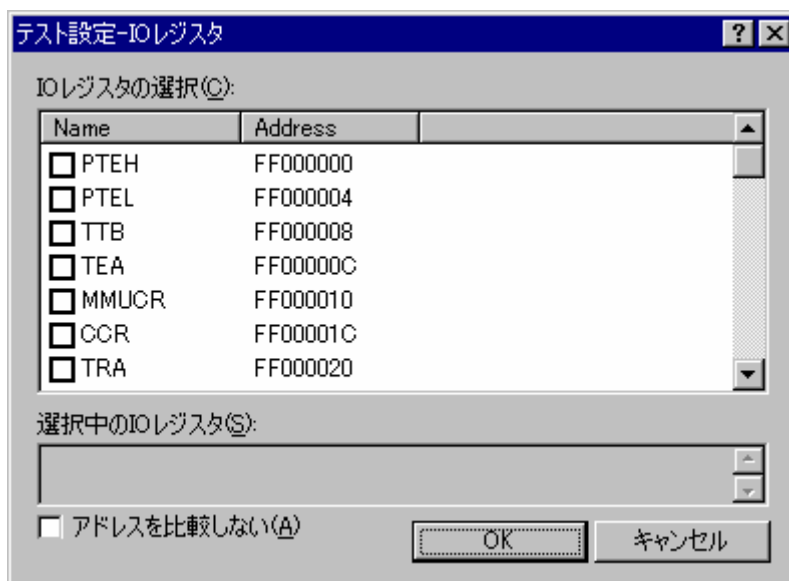 テスト設定-IOレジスタ
IOレジスタの選択(C):
Name Address
PTEH FF000000
PTEL FF000004
TTB FF000008
TEA FF00000C
MMUCR FF000010
CCR FF00001C
TRA FF000020
選択中のIOレジスタ(S):
アドレスを比較しない(A)
OK キャンセル